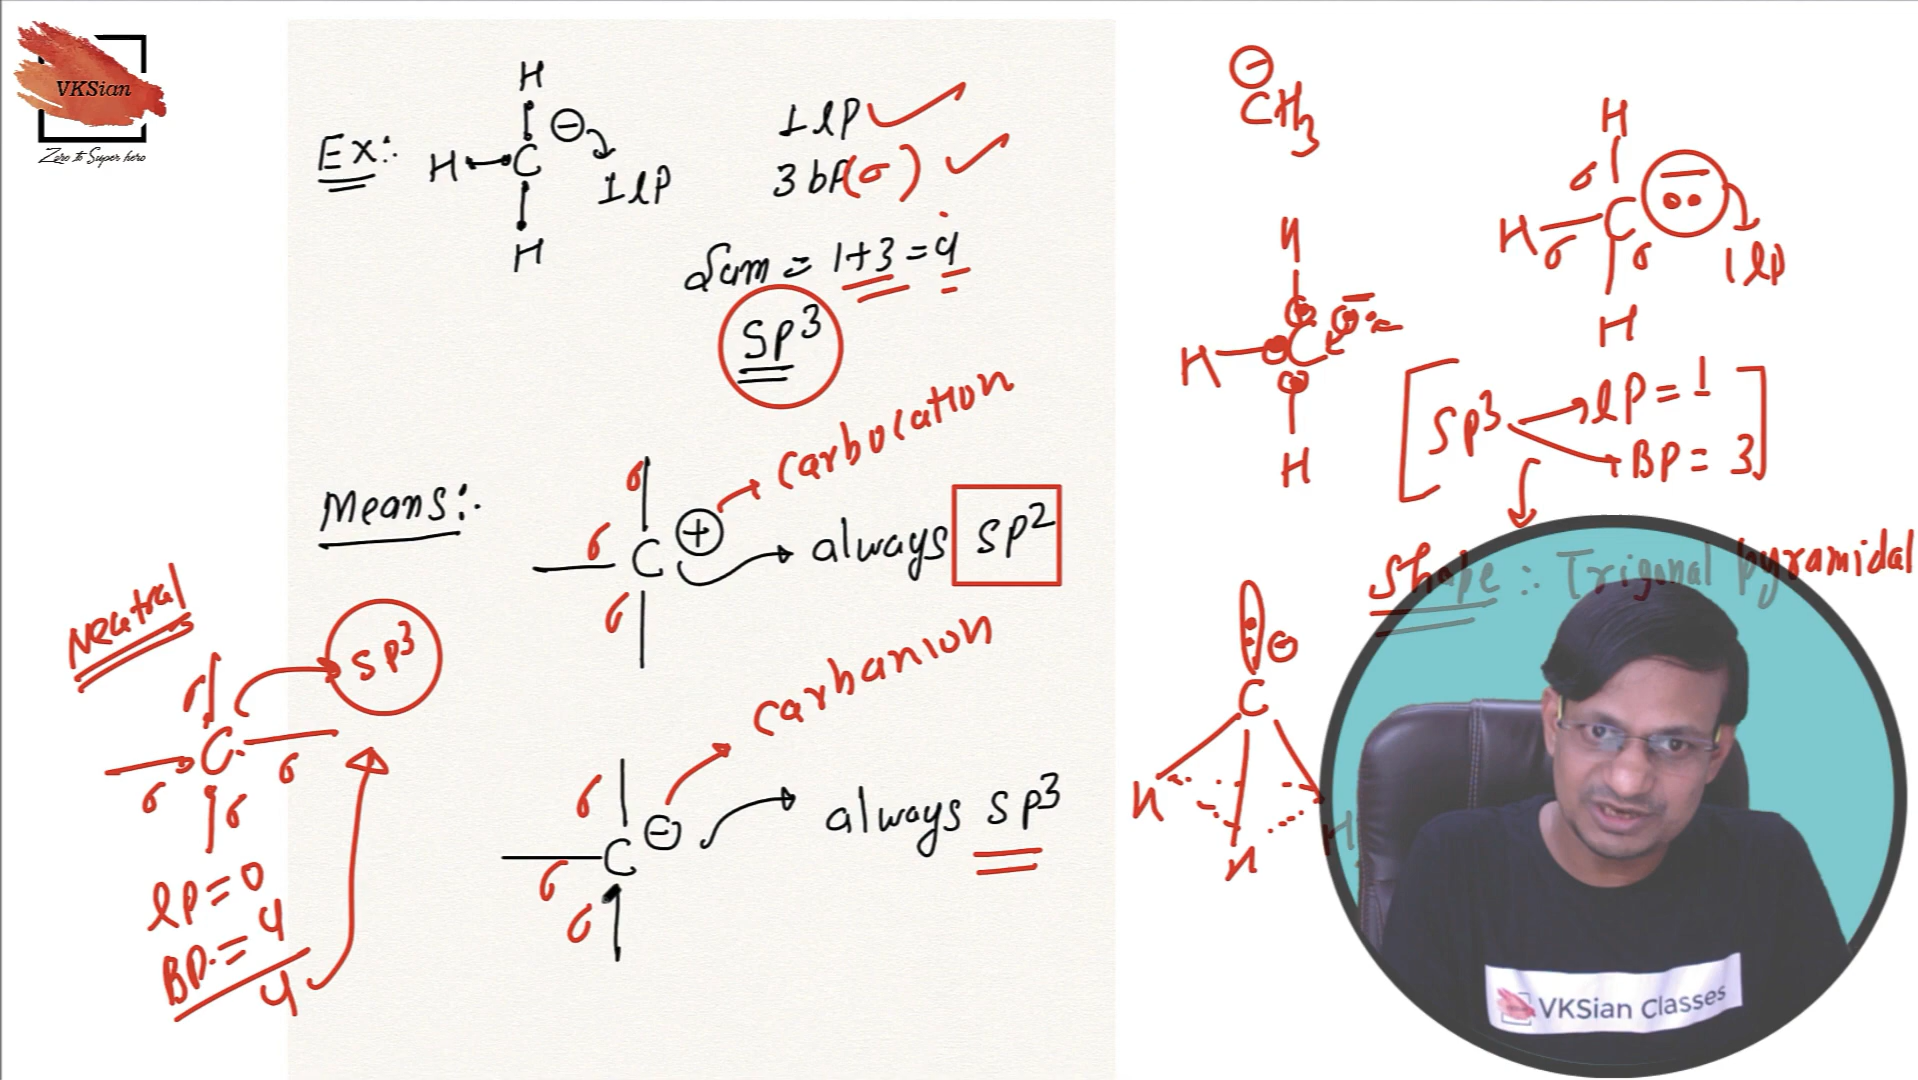 VKSian
Zero to Super hero
Ex:-
H
H C ⊖
1lP
H
1lP
3bP(σ)
Sum = 1+3 = 4
SP³
⊖
CH₃
H
σ
H σ C σ
1lP
H
H
H C
H
SP³ lP = 1
BP = 3
Shape : Trigonal pyramidal
⊖
C
H H H
Means:-
σ
σ C ⊕ carbocation
σ
always SP²
Neutral
SP³
σ
σ C σ
σ
lP = 0
BP = 4
4
carbanion
σ
σ C ⊖
σ
always SP³
VKSian Classes